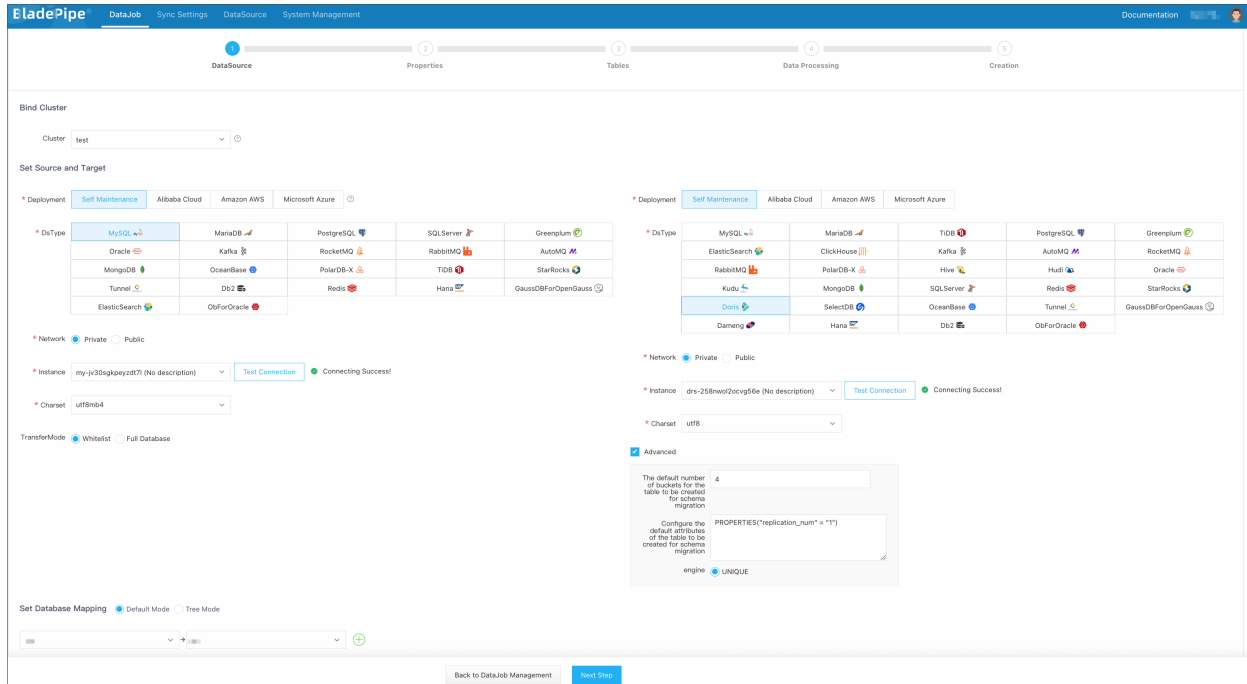 BladePipe DataJob Sync Settings DataSource System Management Documentation
1 2 3 4 5
DataSource Properties Tables Data Processing Creation
Bind Cluster
Cluster test
Set Source and Target
* Deployment Self Maintenance Alibaba Cloud Amazon AWS Microsoft Azure
* DsType MySQL MariaDB PostgreSQL SQLServer Greenplum
Oracle Kafka RocketMQ RabbitMQ AutoMQ
MongoDB OceanBase PolarDB-X TiDB StarRocks
Tunnel Db2 Redis Hana GaussDBForOpenGauss
ElasticSearch ObForOracle
* Network Private Public
* Instance my-jv30sgkpeyzdt7l (No description) Test Connection Connecting Success!
* Charset utf8mb4
TransferMode Whitelist Full Database
* Deployment Self Maintenance Alibaba Cloud Amazon AWS Microsoft Azure
* DsType MySQL MariaDB TiDB PostgreSQL Greenplum
ElasticSearch ClickHouse Kafka AutoMQ RocketMQ
RabbitMQ PolarDB-X Hive Hudi Oracle
Kudu MongoDB SQLServer Redis StarRocks
Doris SelectDB OceanBase Tunnel GaussDBForOpenGauss
Dameng Hana Db2 ObForOracle
* Network Private Public
* Instance drs-258nwol2ocvg56e (No description) Test Connection Connecting Success!
* Charset utf8
Advanced
The default number
of buckets for the
table to be created
for schema
migration
4
Configure the
default attributes
of the table to be
created for schema
migration
PROPERTIES("replication_num" = "1")
engine UNIQUE
Set Database Mapping Default Mode Tree Mode
Back to DataJob Management Next Step